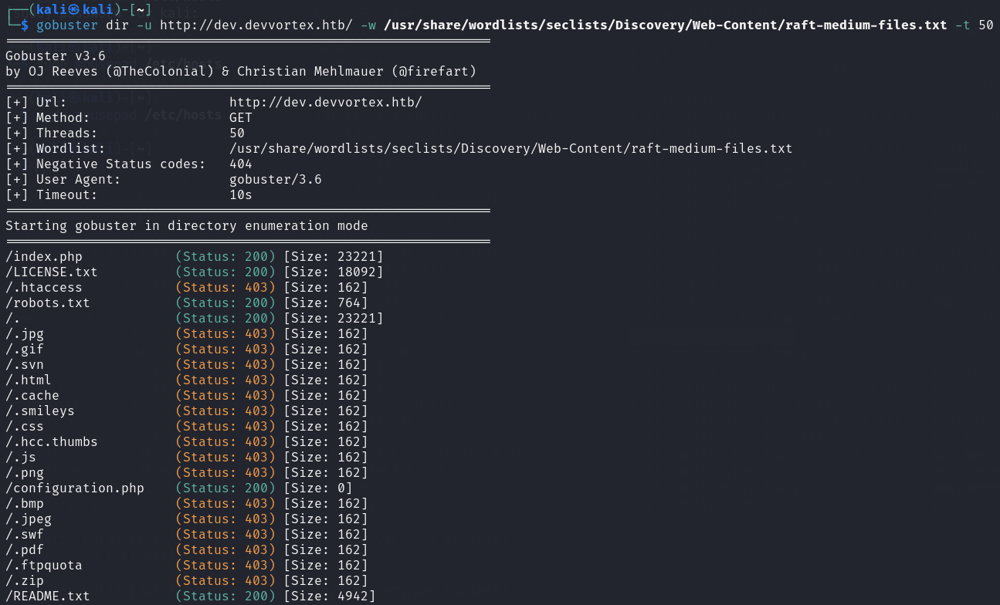 ┌──(kali㉿kali)-[~]
└─$ gobuster dir -u http://dev.devvortex.htb/ -w /usr/share/wordlists/seclists/Discovery/Web-Content/raft-medium-files.txt -t 50
===============================================================
Gobuster v3.6
by OJ Reeves (@TheColonial) & Christian Mehlmauer (@firefart)
===============================================================
[+] Url:                     http://dev.devvortex.htb/
[+] Method:                  GET
[+] Threads:                 50
[+] Wordlist:                /usr/share/wordlists/seclists/Discovery/Web-Content/raft-medium-files.txt
[+] Negative Status codes:   404
[+] User Agent:              gobuster/3.6
[+] Timeout:                 10s
===============================================================
Starting gobuster in directory enumeration mode
===============================================================
/index.php            (Status: 200) [Size: 23221]
/LICENSE.txt          (Status: 200) [Size: 18092]
/.htaccess            (Status: 403) [Size: 162]
/robots.txt           (Status: 200) [Size: 764]
/.                    (Status: 200) [Size: 23221]
/.jpg                 (Status: 403) [Size: 162]
/.gif                 (Status: 403) [Size: 162]
/.svn                 (Status: 403) [Size: 162]
/.html                (Status: 403) [Size: 162]
/.cache               (Status: 403) [Size: 162]
/.smileys             (Status: 403) [Size: 162]
/.css                 (Status: 403) [Size: 162]
/.hcc.thumbs          (Status: 403) [Size: 162]
/.js                  (Status: 403) [Size: 162]
/.png                 (Status: 403) [Size: 162]
/configuration.php    (Status: 200) [Size: 0]
/.bmp                 (Status: 403) [Size: 162]
/.jpeg                (Status: 403) [Size: 162]
/.swf                 (Status: 403) [Size: 162]
/.pdf                 (Status: 403) [Size: 162]
/.ftpquota            (Status: 403) [Size: 162]
/.zip                 (Status: 403) [Size: 162]
/README.txt           (Status: 200) [Size: 4942]